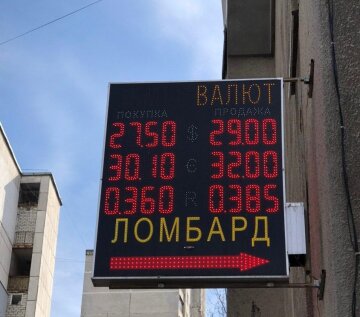 ВАЛЮТ
ПОКУПКА ПРОДАЖА
27.50 $ 29.00
30.10 € 32.00
0.360 R 0.385
ЛОМБАРД